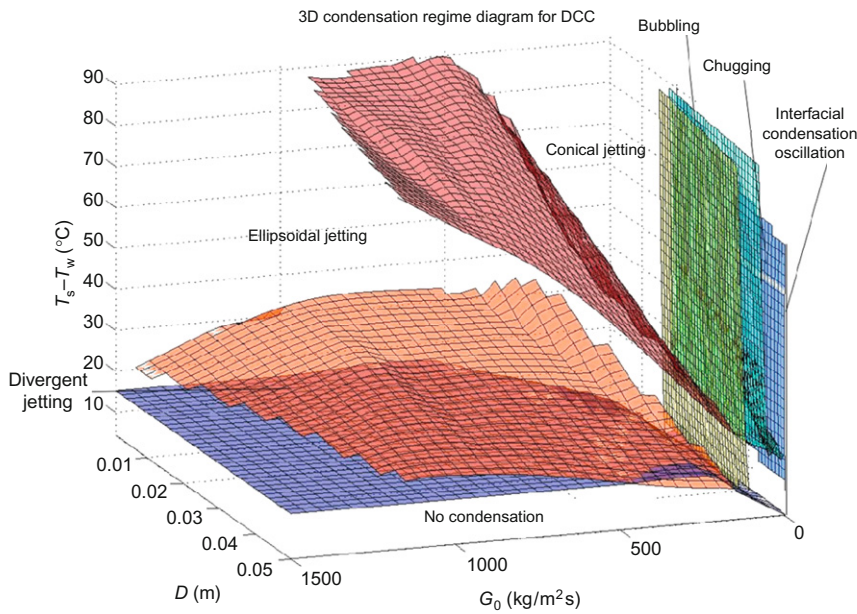 3D condensation regime diagram for DCC
Bubbling
Chugging
Interfacial
condensation
oscillation
Conical jetting
Ellipsoidal jetting
Divergent
jetting
No condensation
Ts–Tw (°C)
90
80
70
60
50
40
30
20
10
0.01
0.02
0.03
0.04
0.05
D (m)
1500
1000
500
0
G0 (kg/m2s)